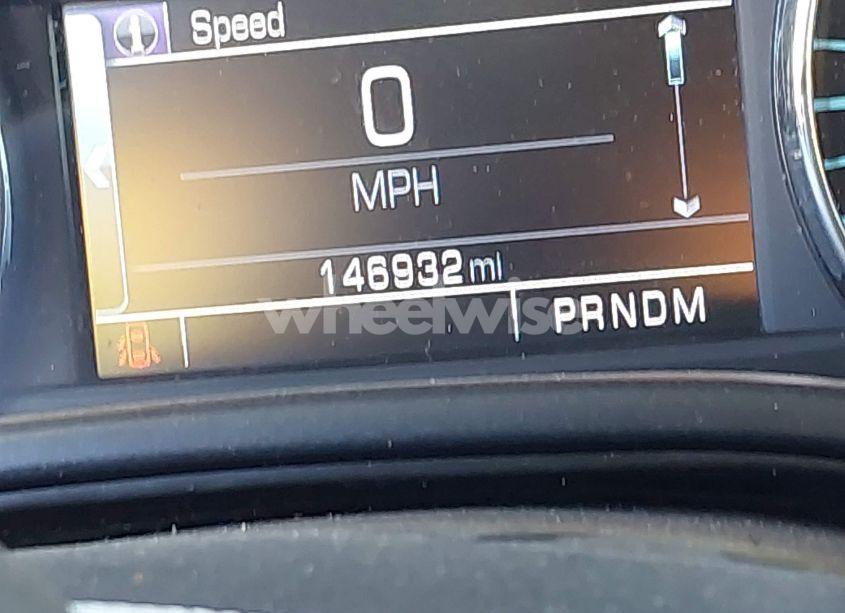 i Speed
0
MPH
146932 mi
wheelwise
PRNDM